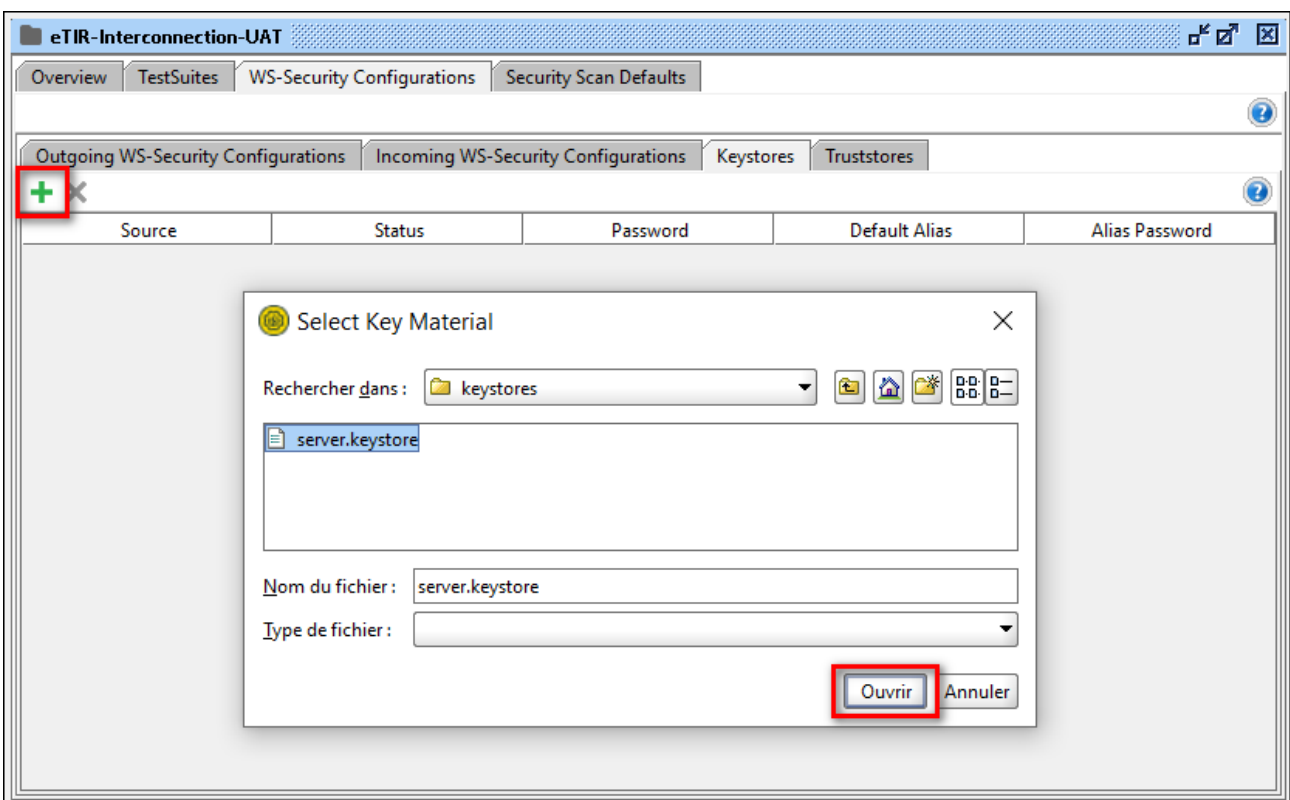 eTIR-Interconnection-UAT
Overview TestSuites WS-Security Configurations Security Scan Defaults
Outgoing WS-Security Configurations Incoming WS-Security Configurations Keystores Truststores
Source Status Password Default Alias Alias Password
Select Key Material
Rechercher dans : keystores
server.keystore
Nom du fichier : server.keystore
Type de fichier :
Ouvrir Annuler